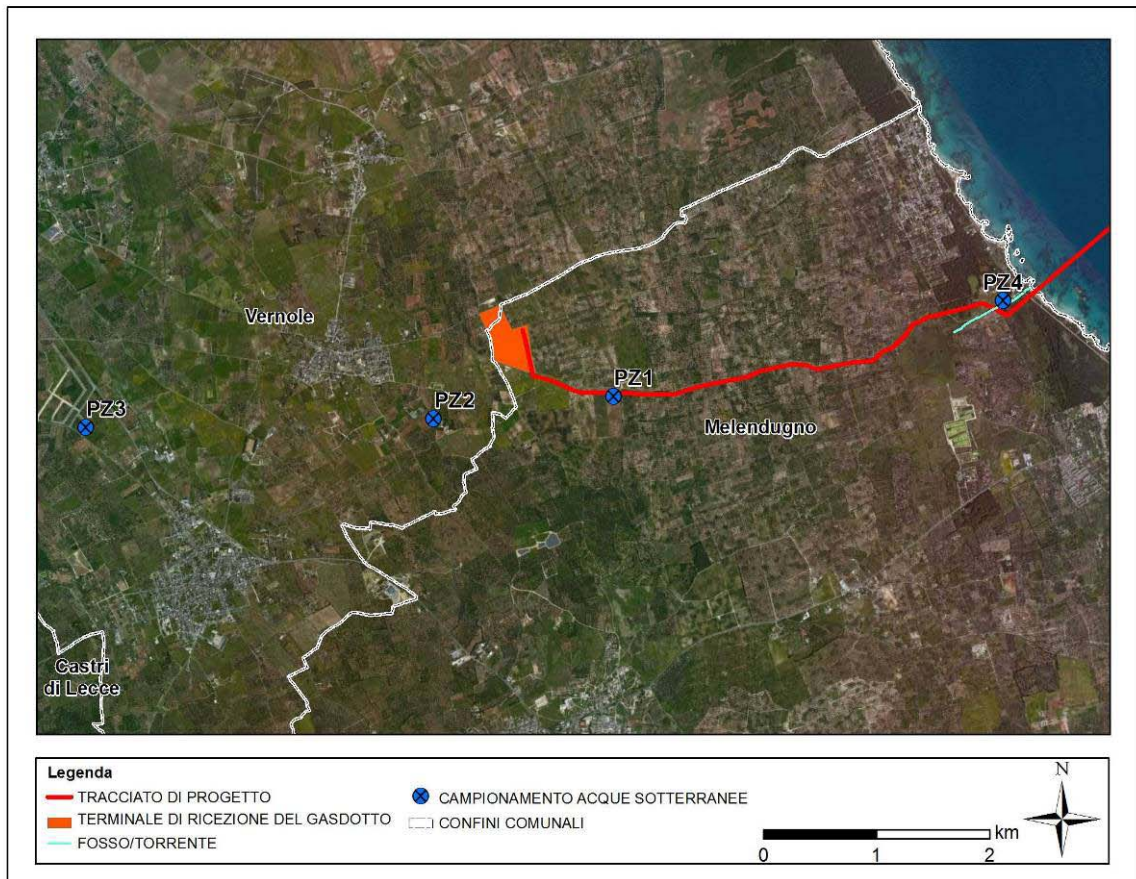 PZ4
Vernole
PZ1
PZ2
PZ3
Melendugno
Castri
di Lecce
Legenda
TRACCIATO DI PROGETTO
TERMINALE DI RICEZIONE DEL GASDOTTO
FOSSO/TORRENTE
CAMPIONAMENTO ACQUE SOTTERRANEE
CONFINI COMUNALI
N
km
0 1 2